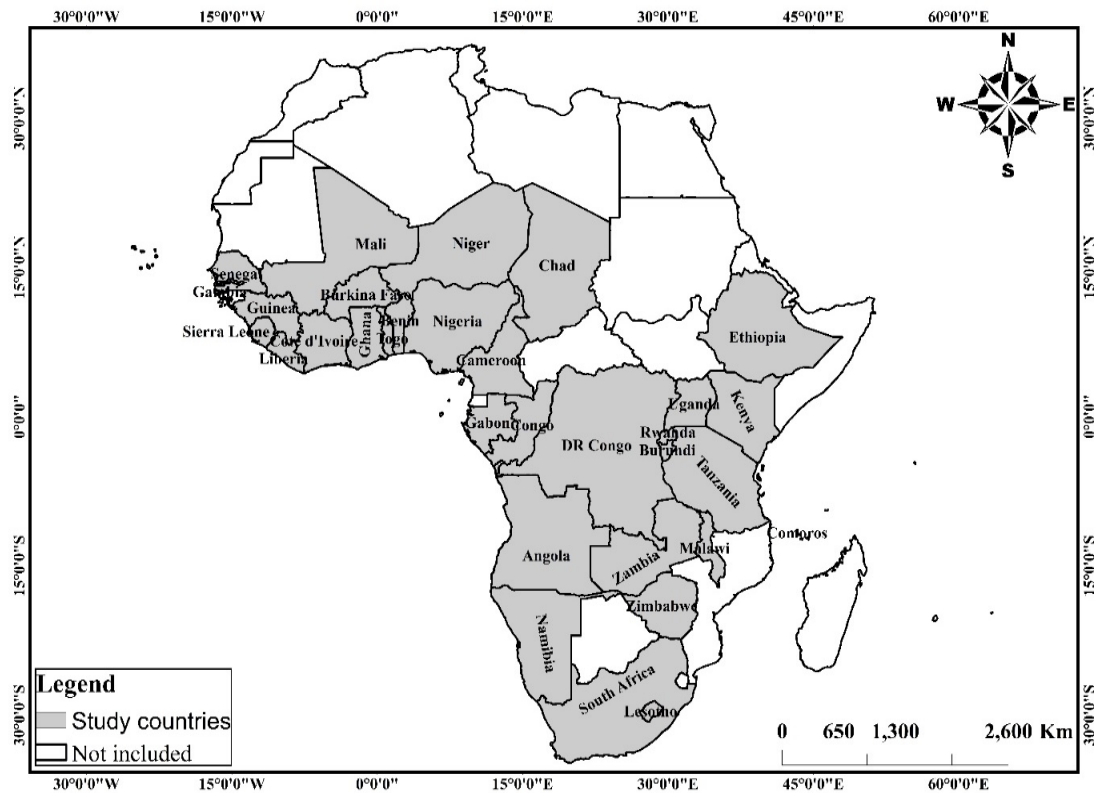 30°0'0"W 15°0'0"W 0°0'0"E 15°0'0"E 30°0'0"E 45°0'0"E 60°0'0"E
N
W E
S
30°0'0"N 30°0'0"N
15°0'0"N 15°0'0"N
0°0'0" 0°0'0"
15°0'0"S 15°0'0"S
30°0'0"S 30°0'0"S
Mali
Niger
Chad
Senegal
Gambia
Burkina Faso
Guinea
Benin
Nigeria
Sierra Leone
Cote d'Ivoire
Ghana
Togo
Ethiopia
Liberia
Cameroon
Uganda
Kenya
Gabon
Congo
Rwanda
DR Congo
Burundi
Tanzania
Comoros
Angola
Zambia
Malawi
Zimbabwe
Namibia
South Africa
Lesotho
Legend
Study countries
Not included
0 650 1,300 2,600 Km
30°0'0"W 15°0'0"W 0°0'0"E 15°0'0"E 30°0'0"E 45°0'0"E 60°0'0"E